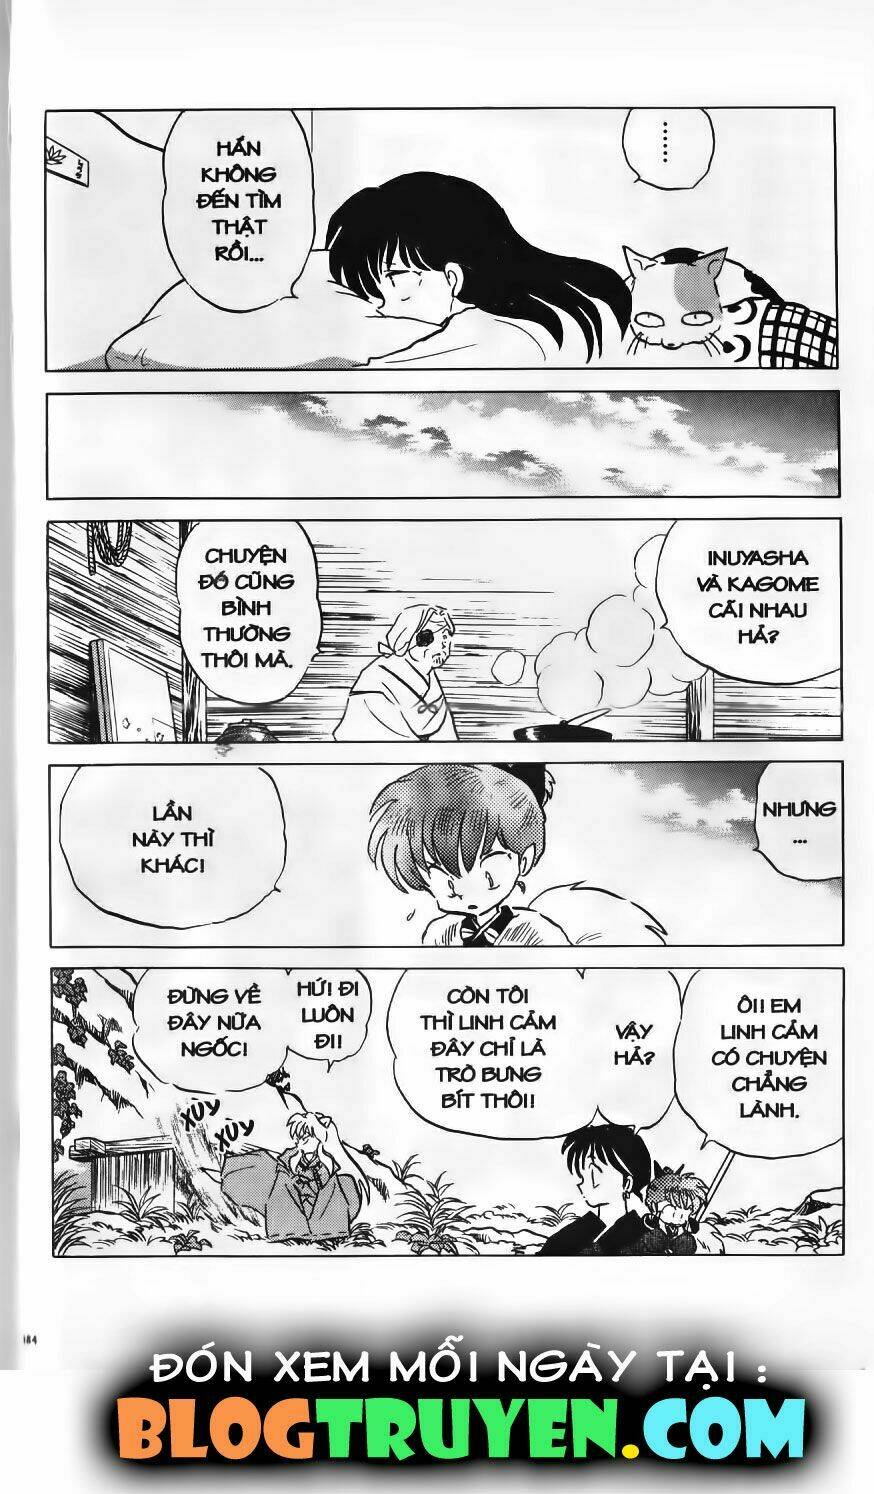 ......
HẮN
KHÔNG
ĐẾN TÌM
THẬT
RỒI...
INUYASHA
VÀ KAGOME
CÃI NHAU
HẢ?
CHUYỆN
ĐÓ CŨNG
BÌNH
THƯỜNG
THÔI MÀ.
NHƯNG
...
LẦN
NÀY THÌ
KHÁC!
ÔI! EM
LINH CẢM
CÓ CHUYỆN
CHẲNG
LÀNH.
VẬY
HẢ?
CÒN TÔI
THÌ LINH CẢM
ĐÂY CHỈ LÀ
TRÒ BƯNG
BÍT THÔI!!
HỨ! ĐI
LUÔN
ĐI!
ĐỪNG VỀ
ĐÂY NỮA
NGỐC!
XÙY
XÙY
184
ĐÓN XEM MỖI NGÀY TẠI :
BLOGTRUYEN.COM